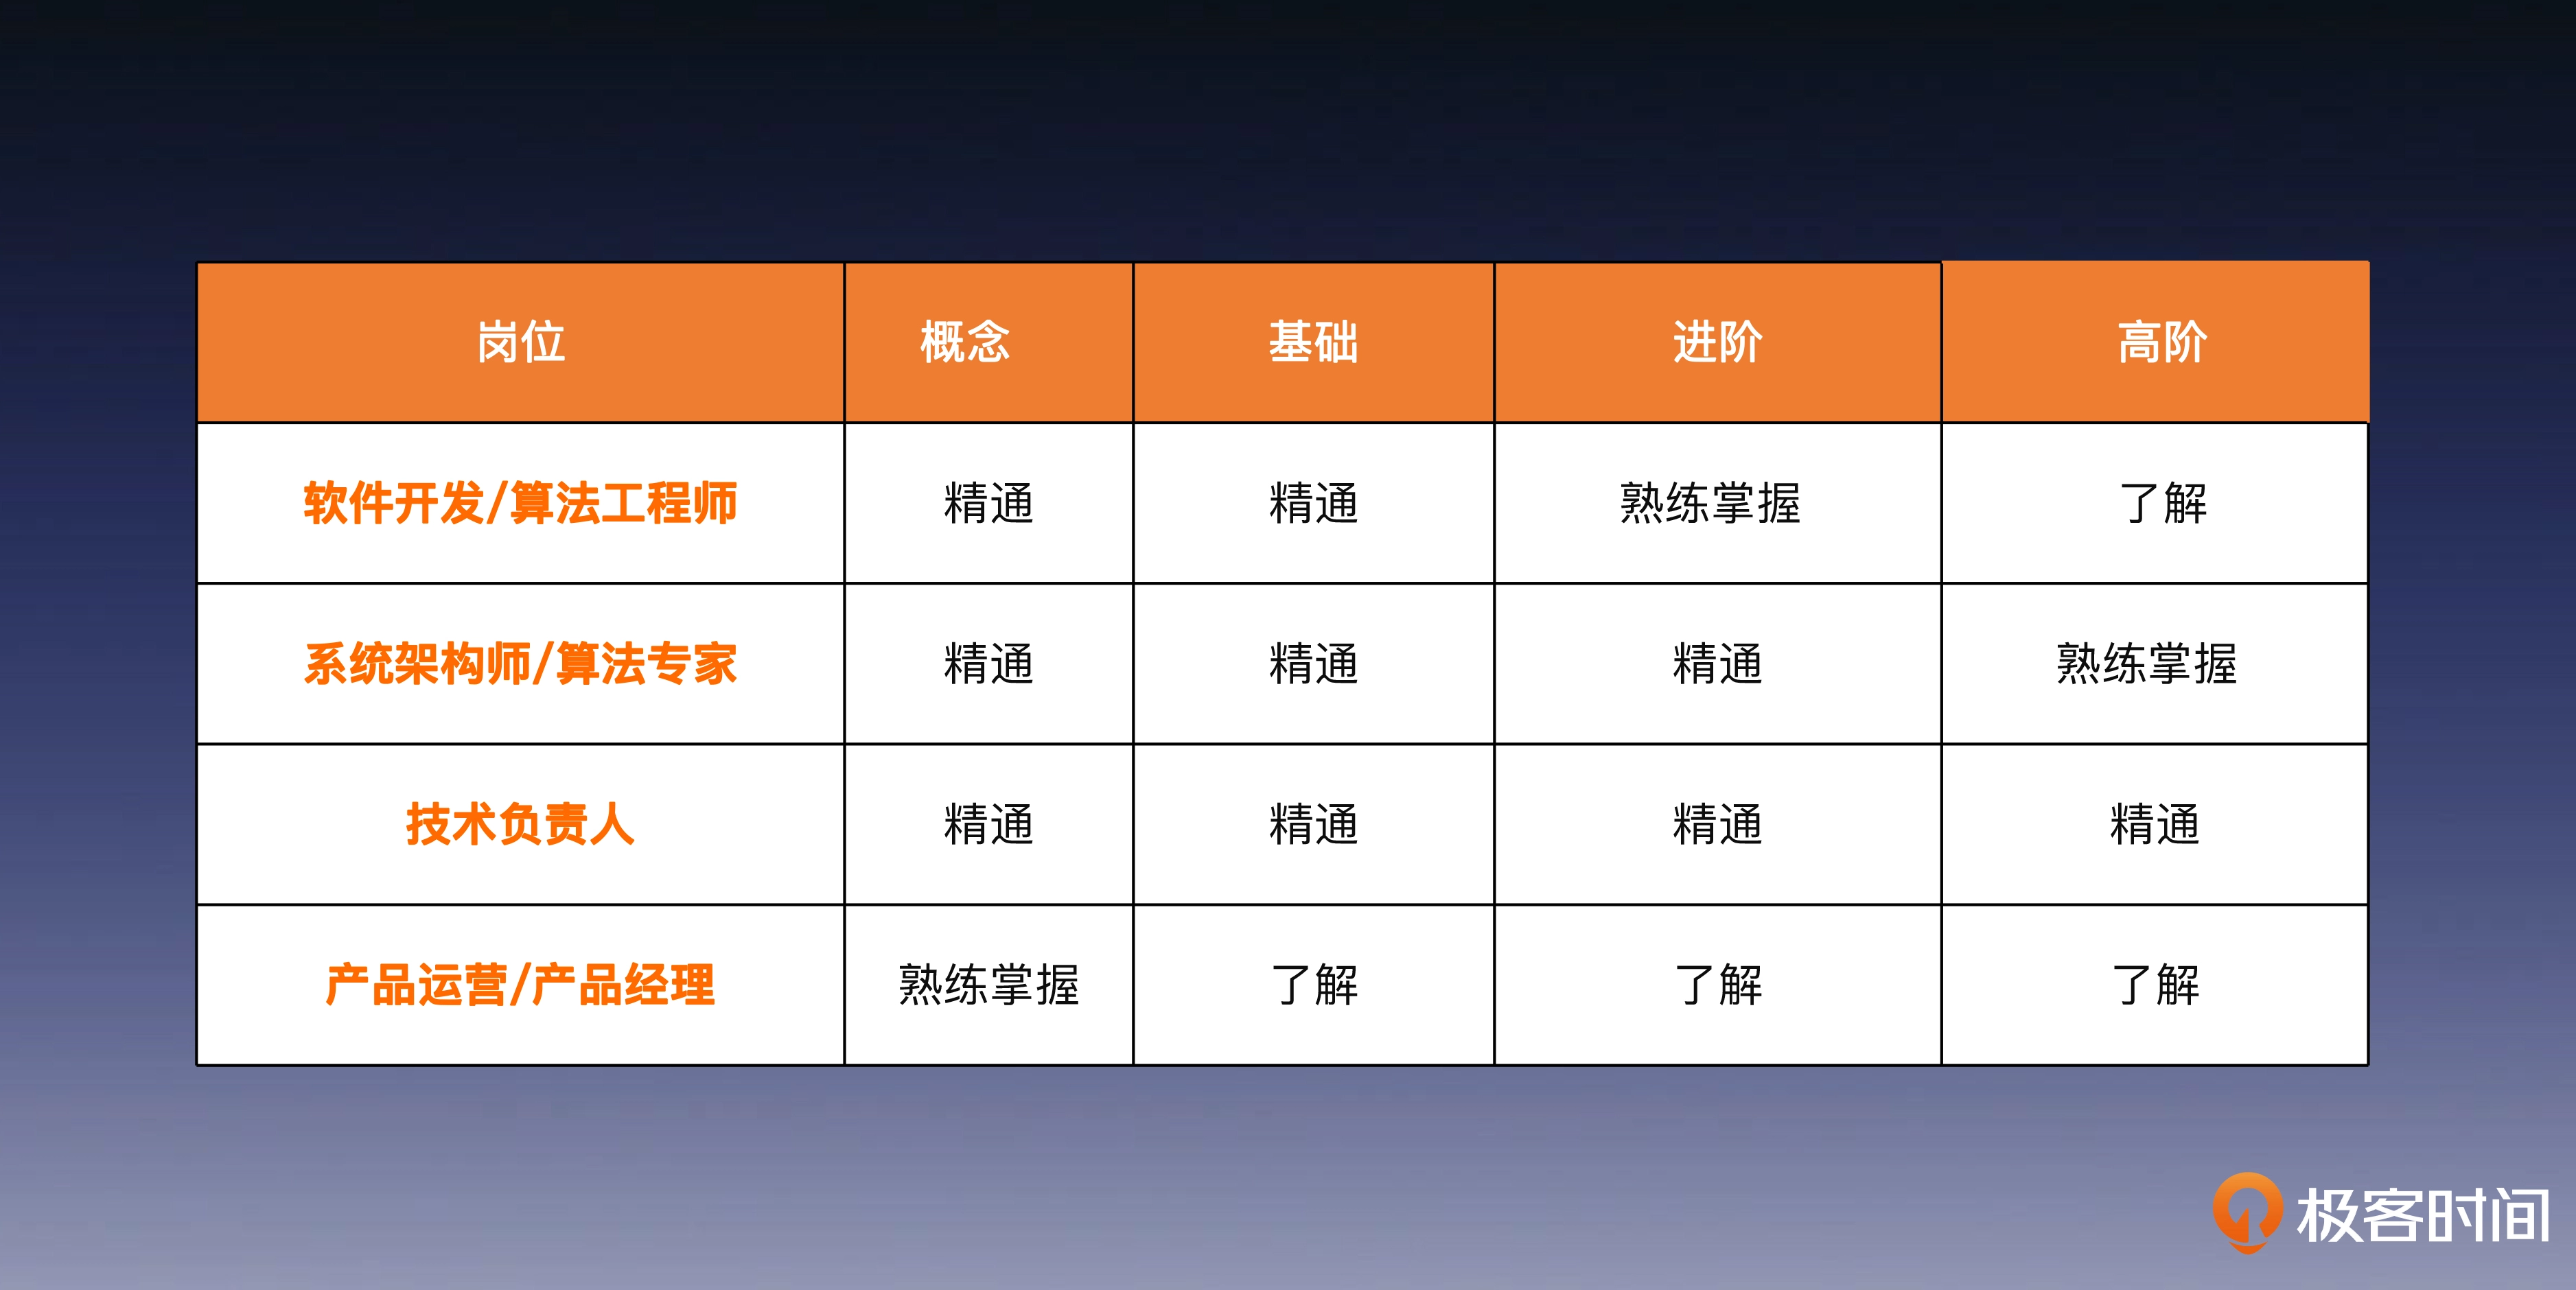 岗位 概念 基础 进阶 高阶
软件开发/算法工程师 精通 精通 熟练掌握 了解
系统架构师/算法专家 精通 精通 精通 熟练掌握
技术负责人 精通 精通 精通 精通
产品运营/产品经理 熟练掌握 了解 了解 了解
极客时间